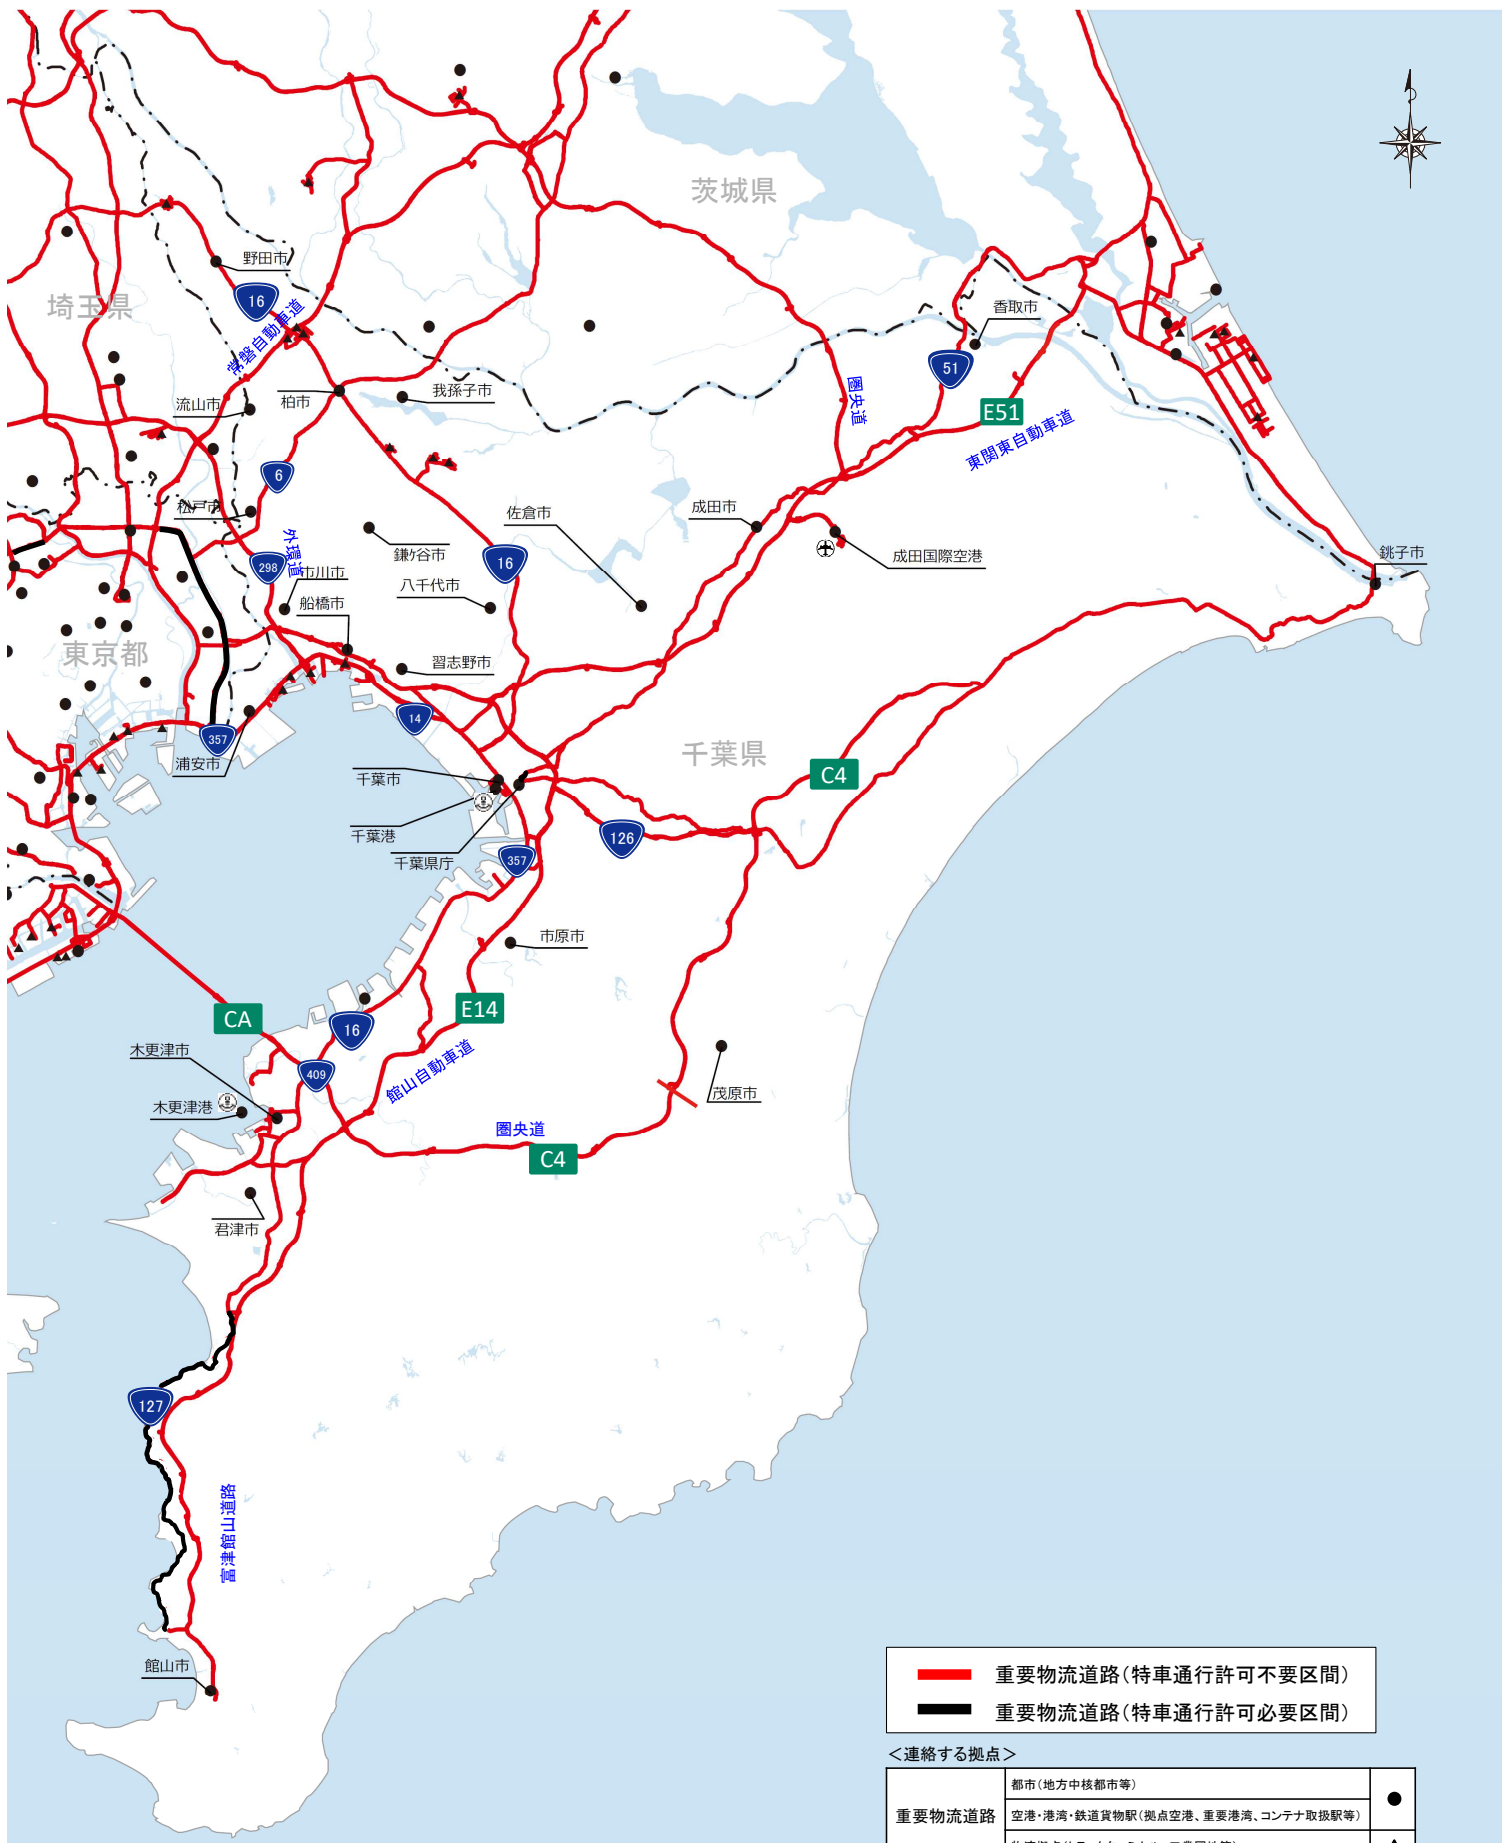 茨城県
野田市
16
埼玉県
常磐自動車道
香取市
51
我孫子市
柏市
流山市
圏央道
E51
東関東自動車道
6
松戸市
佐倉市
成田市
外環道
鎌ケ谷市
16
成田国際空港
298
市川市
八千代市
銚子市
船橋市
東京都
習志野市
14
357
浦安市
千葉県
千葉市
C4
千葉港
千葉県庁
357
126
市原市
CA
E14
16
木更津市
409
館山自動車道
木更津港
茂原市
圏央道
C4
君津市
127
富津館山道路
館山市
重要物流道路(特車通行許可不要区間)
重要物流道路(特車通行許可必要区間)
<連絡する拠点>
都市(地方中核都市等)
重要物流道路
空港・港湾・鉄道貨物駅(拠点空港、重要港湾、コンテナ取扱駅等)